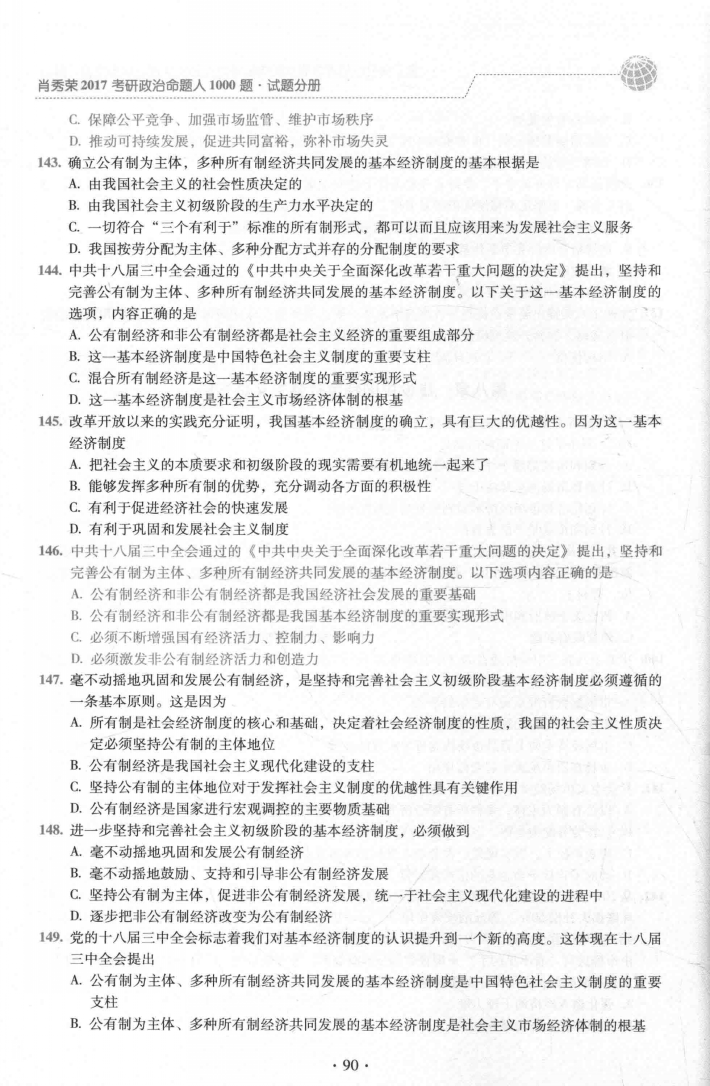 肖秀荣2017考研政治命题人1000题·试题分册
C. 保障公平竞争、加强市场监管、维护市场秩序
D. 推动可持续发展，促进共同富裕，弥补市场失灵
143. 确立公有制为主体，多种所有制经济共同发展的基本经济制度的基本根据是
A. 由我国社会主义的社会性质决定的
B. 由我国社会主义初级阶段的生产力水平决定的
C. 一切符合“三个有利于”标准的所有制形式，都可以而且应该用来为发展社会主义服务
D. 我国按劳分配为主体、多种分配方式并存的分配制度的要求
144. 中共十八届三中全会通过的《中共中央关于全面深化改革若干重大问题的决定》提出，坚持和
完善公有制为主体、多种所有制经济共同发展的基本经济制度。以下关于这一基本经济制度的
选项，内容正确的是
A. 公有制经济和非公有制经济都是社会主义经济的重要组成部分
B. 这一基本经济制度是中国特色社会主义制度的重要支柱
C. 混合所有制经济是这一基本经济制度的重要实现形式
D. 这一基本经济制度是社会主义市场经济体制的根基
145. 改革开放以来的实践充分证明，我国基本经济制度的确立，具有巨大的优越性。因为这一基本
经济制度
A. 把社会主义的本质要求和初级阶段的现实需要有机地统一起来了
B. 能够发挥多种所有制的优势，充分调动各方面的积极性
C. 有利于促进经济社会的快速发展
D. 有利于巩固和发展社会主义制度
146. 中共十八届三中全会通过的《中共中央关于全面深化改革若干重大问题的决定》提出，坚持和
完善公有制为主体、多种所有制经济共同发展的基本经济制度。以下选项内容正确的是
A. 公有制经济和非公有制经济都是我国经济社会发展的重要基础
B. 公有制经济和非公有制经济都是我国基本经济制度的重要实现形式
C. 必须不断增强国有经济活力、控制力、影响力
D. 必须激发非公有制经济活力和创造力
147. 毫不动摇地巩固和发展公有制经济，是坚持和完善社会主义初级阶段基本经济制度必须遵循的
一条基本原则。这是因为
A. 所有制是社会经济制度的核心和基础，决定着社会经济制度的性质，我国的社会主义性质决
定必须坚持公有制的主体地位
B. 公有制经济是我国社会主义现代化建设的支柱
C. 坚持公有制的主体地位对于发挥社会主义制度的优越性具有关键作用
D. 公有制经济是国家进行宏观调控的主要物质基础
148. 进一步坚持和完善社会主义初级阶段的基本经济制度，必须做到
A. 毫不动摇地巩固和发展公有制经济
B. 毫不动摇地鼓励、支持和引导非公有制经济发展
C. 坚持公有制为主体，促进非公有制经济发展，统一于社会主义现代化建设的进程中
D. 逐步把非公有制经济改变为公有制经济
149. 党的十八届三中全会标志着我们对基本经济制度的认识提升到一个新的高度。这体现在十八届
三中全会提出
A. 公有制为主体、多种所有制经济共同发展的基本经济制度是中国特色社会主义制度的重要
支柱
B. 公有制为主体、多种所有制经济共同发展的基本经济制度是社会主义市场经济体制的根基
· 90 ·